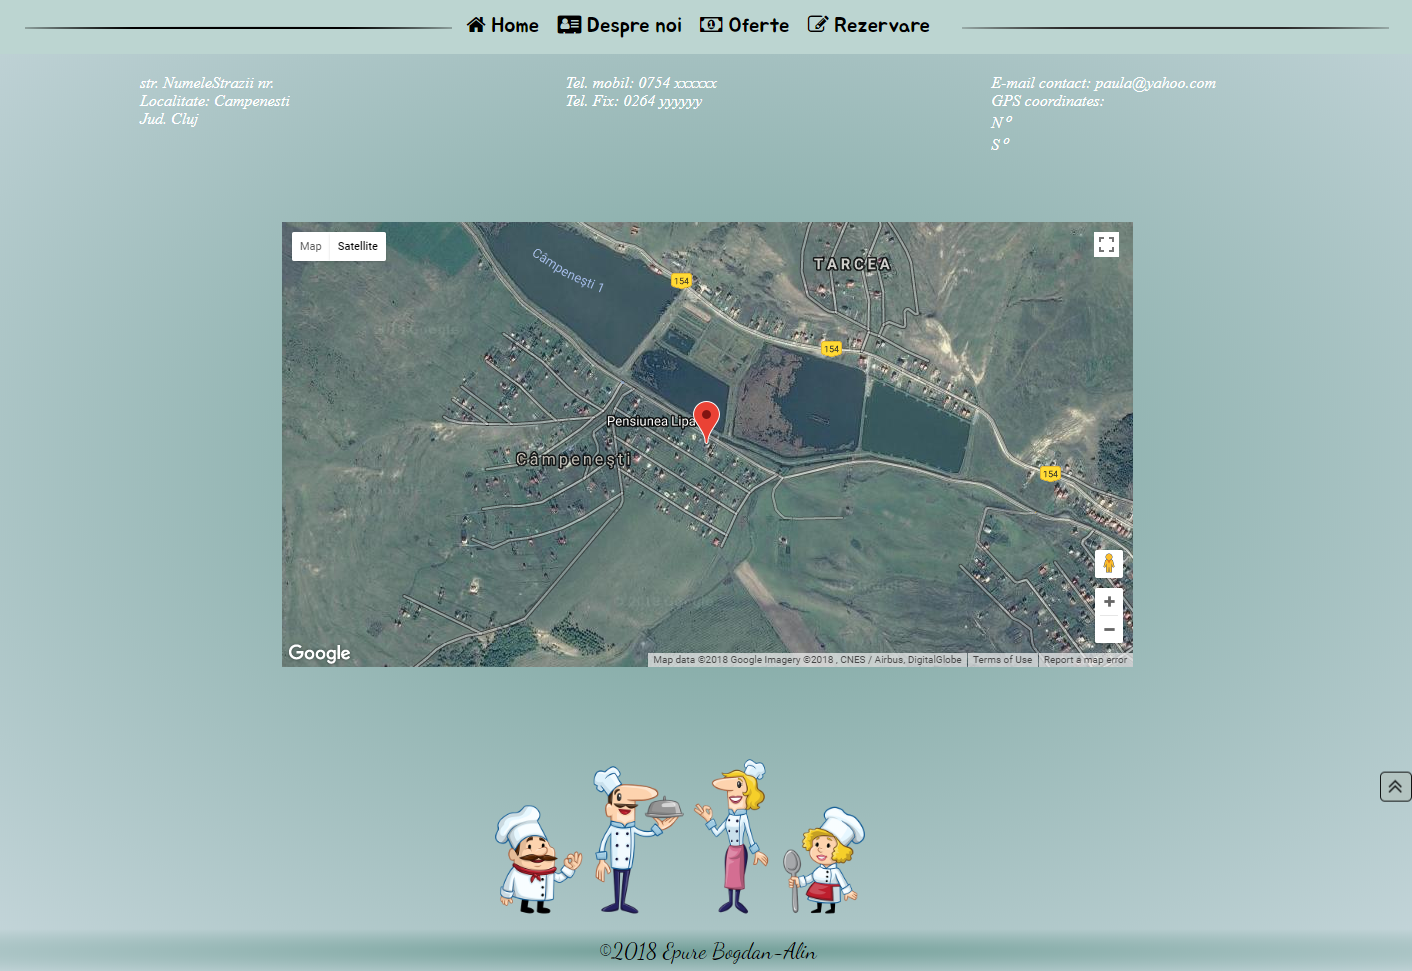 Home Despre noi Oferte Rezervare
str. NumeleStrazii nr.
Localitate: Campenesti
Jud. Cluj
Tel. mobil: 0754 xxxxxx
Tel. Fix: 0264 yyyyyy
E-mail contact: paula@yahoo.com
GPS coordinates:
N º
S º
Map Satellite
Câmpenești 1
TARCEA
154
154
Pensiunea Lipa
Câmpenești
154
Google
Map data ©2018 Google Imagery ©2018 , CNES / Airbus, DigitalGlobe
Terms of Use
Report a map error
©2018 Epure Bogdan-Alin